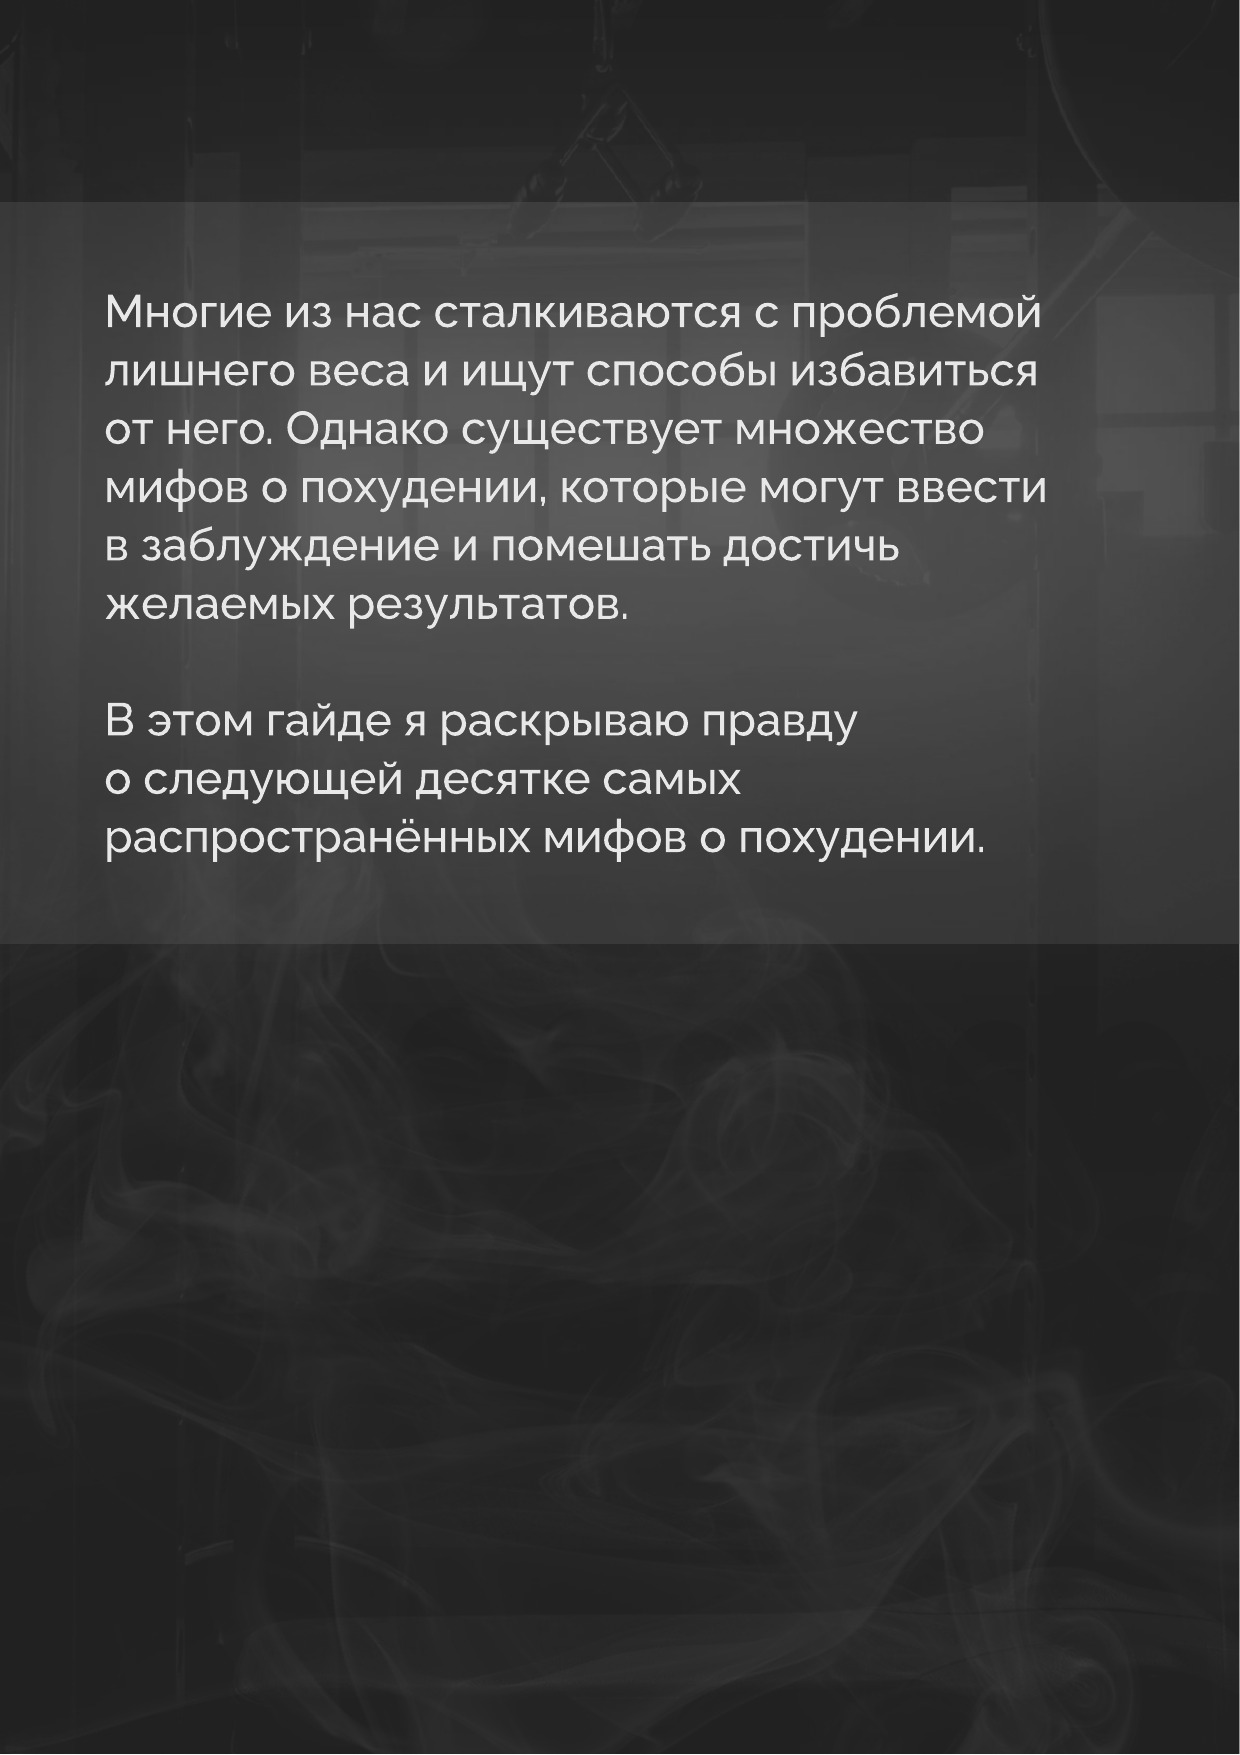 Многие из нас сталкиваются с проблемой
лишнего веса и ищут способы избавиться
от него. Однако существует множество
мифов о похудении, которые могут ввести
в заблуждение и помешать достичь
желаемых результатов.
В этом гайде я раскрываю правду
о следующей десятке самых
распространённых мифов о похудении.